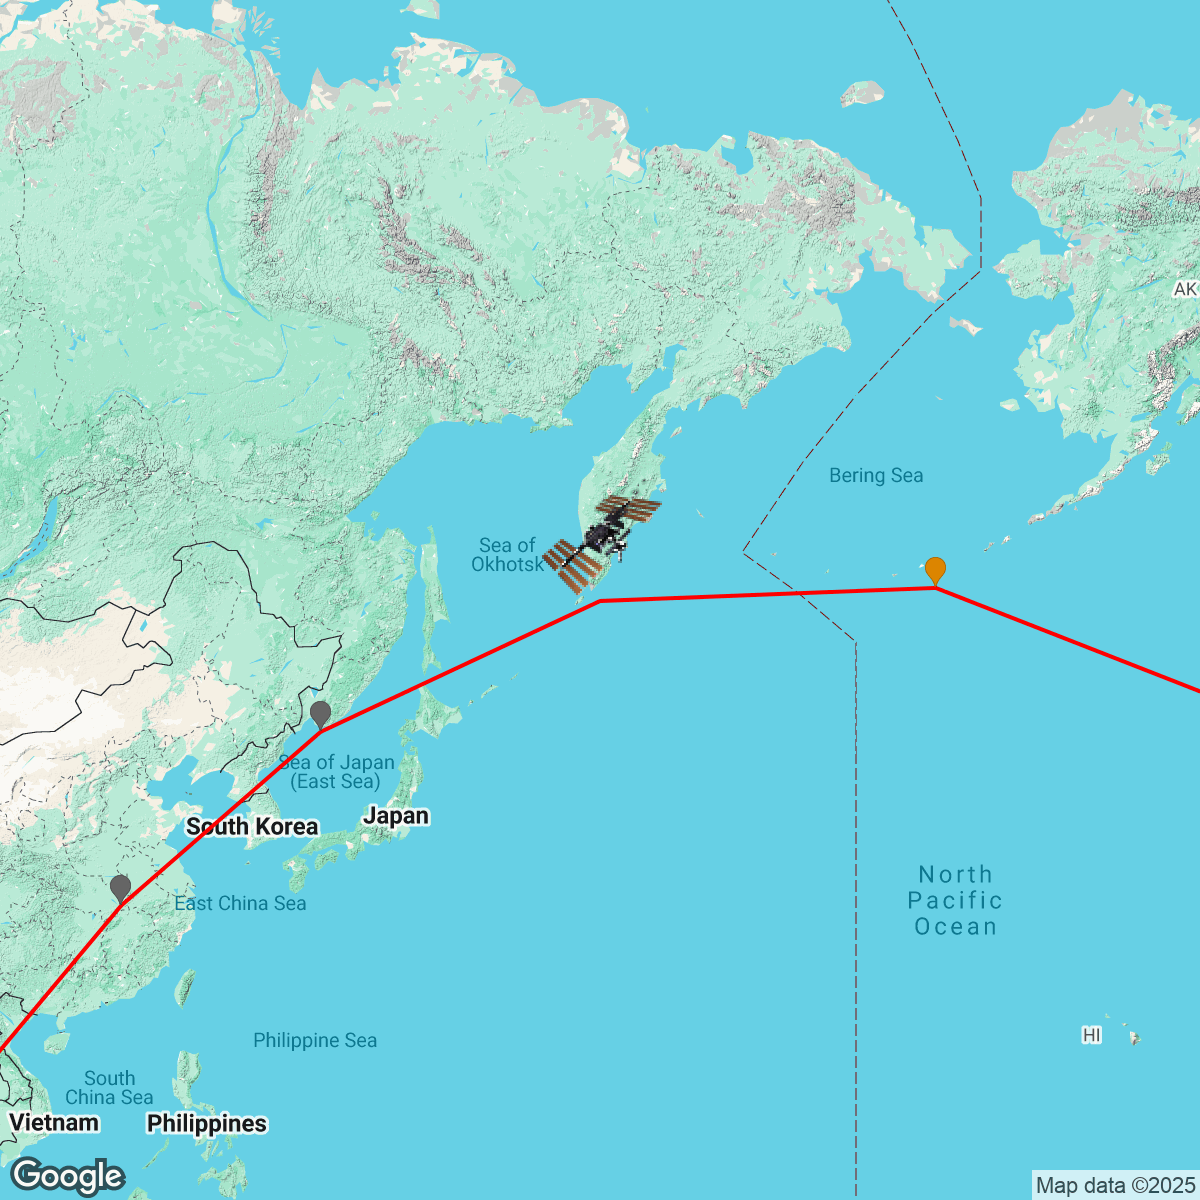 AK
Bering Sea
Sea of
Okhotsk
Sea of Japan
(East Sea)
Japan
South Korea
East China Sea
North
Pacific
Ocean
Philippine Sea
HI
South
China Sea
Vietnam
Philippines
Google
Map data ©2025